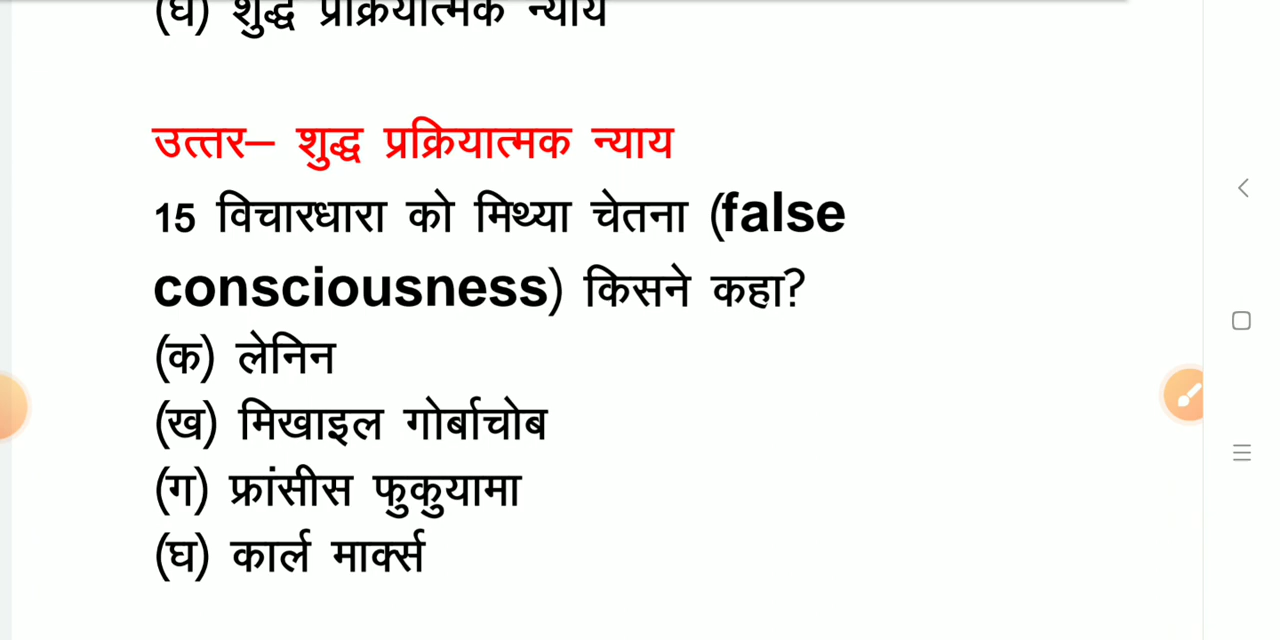 (घ) शुद्ध प्रक्रियात्मक न्याय
उत्तर– शुद्ध प्रक्रियात्मक न्याय
15 विचारधारा को मिथ्या चेतना (false
consciousness) किसने कहा?
(क) लेनिन
(ख) मिखाइल गोर्बाचोब
(ग) फ्रांसीस फुकुयामा
(घ) कार्ल मार्क्स